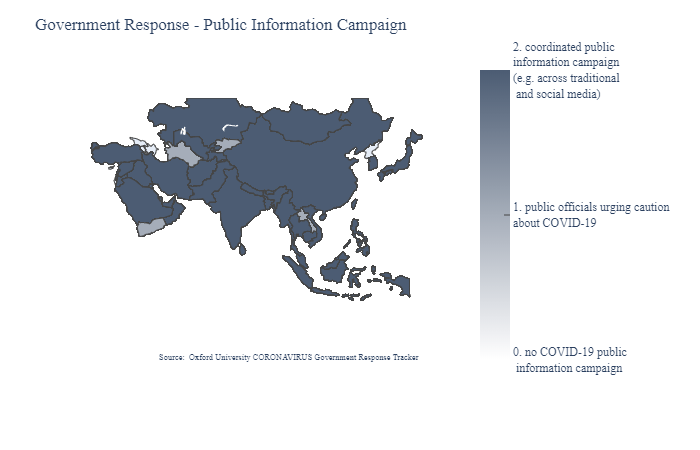 Government Response - Public Information Campaign
2. coordinated public
information campaign
(e.g. across traditional
and social media)
1. public officials urging caution
about COVID-19
0. no COVID-19 public
information campaign
Source: Oxford University CORONAVIRUS Government Response Tracker